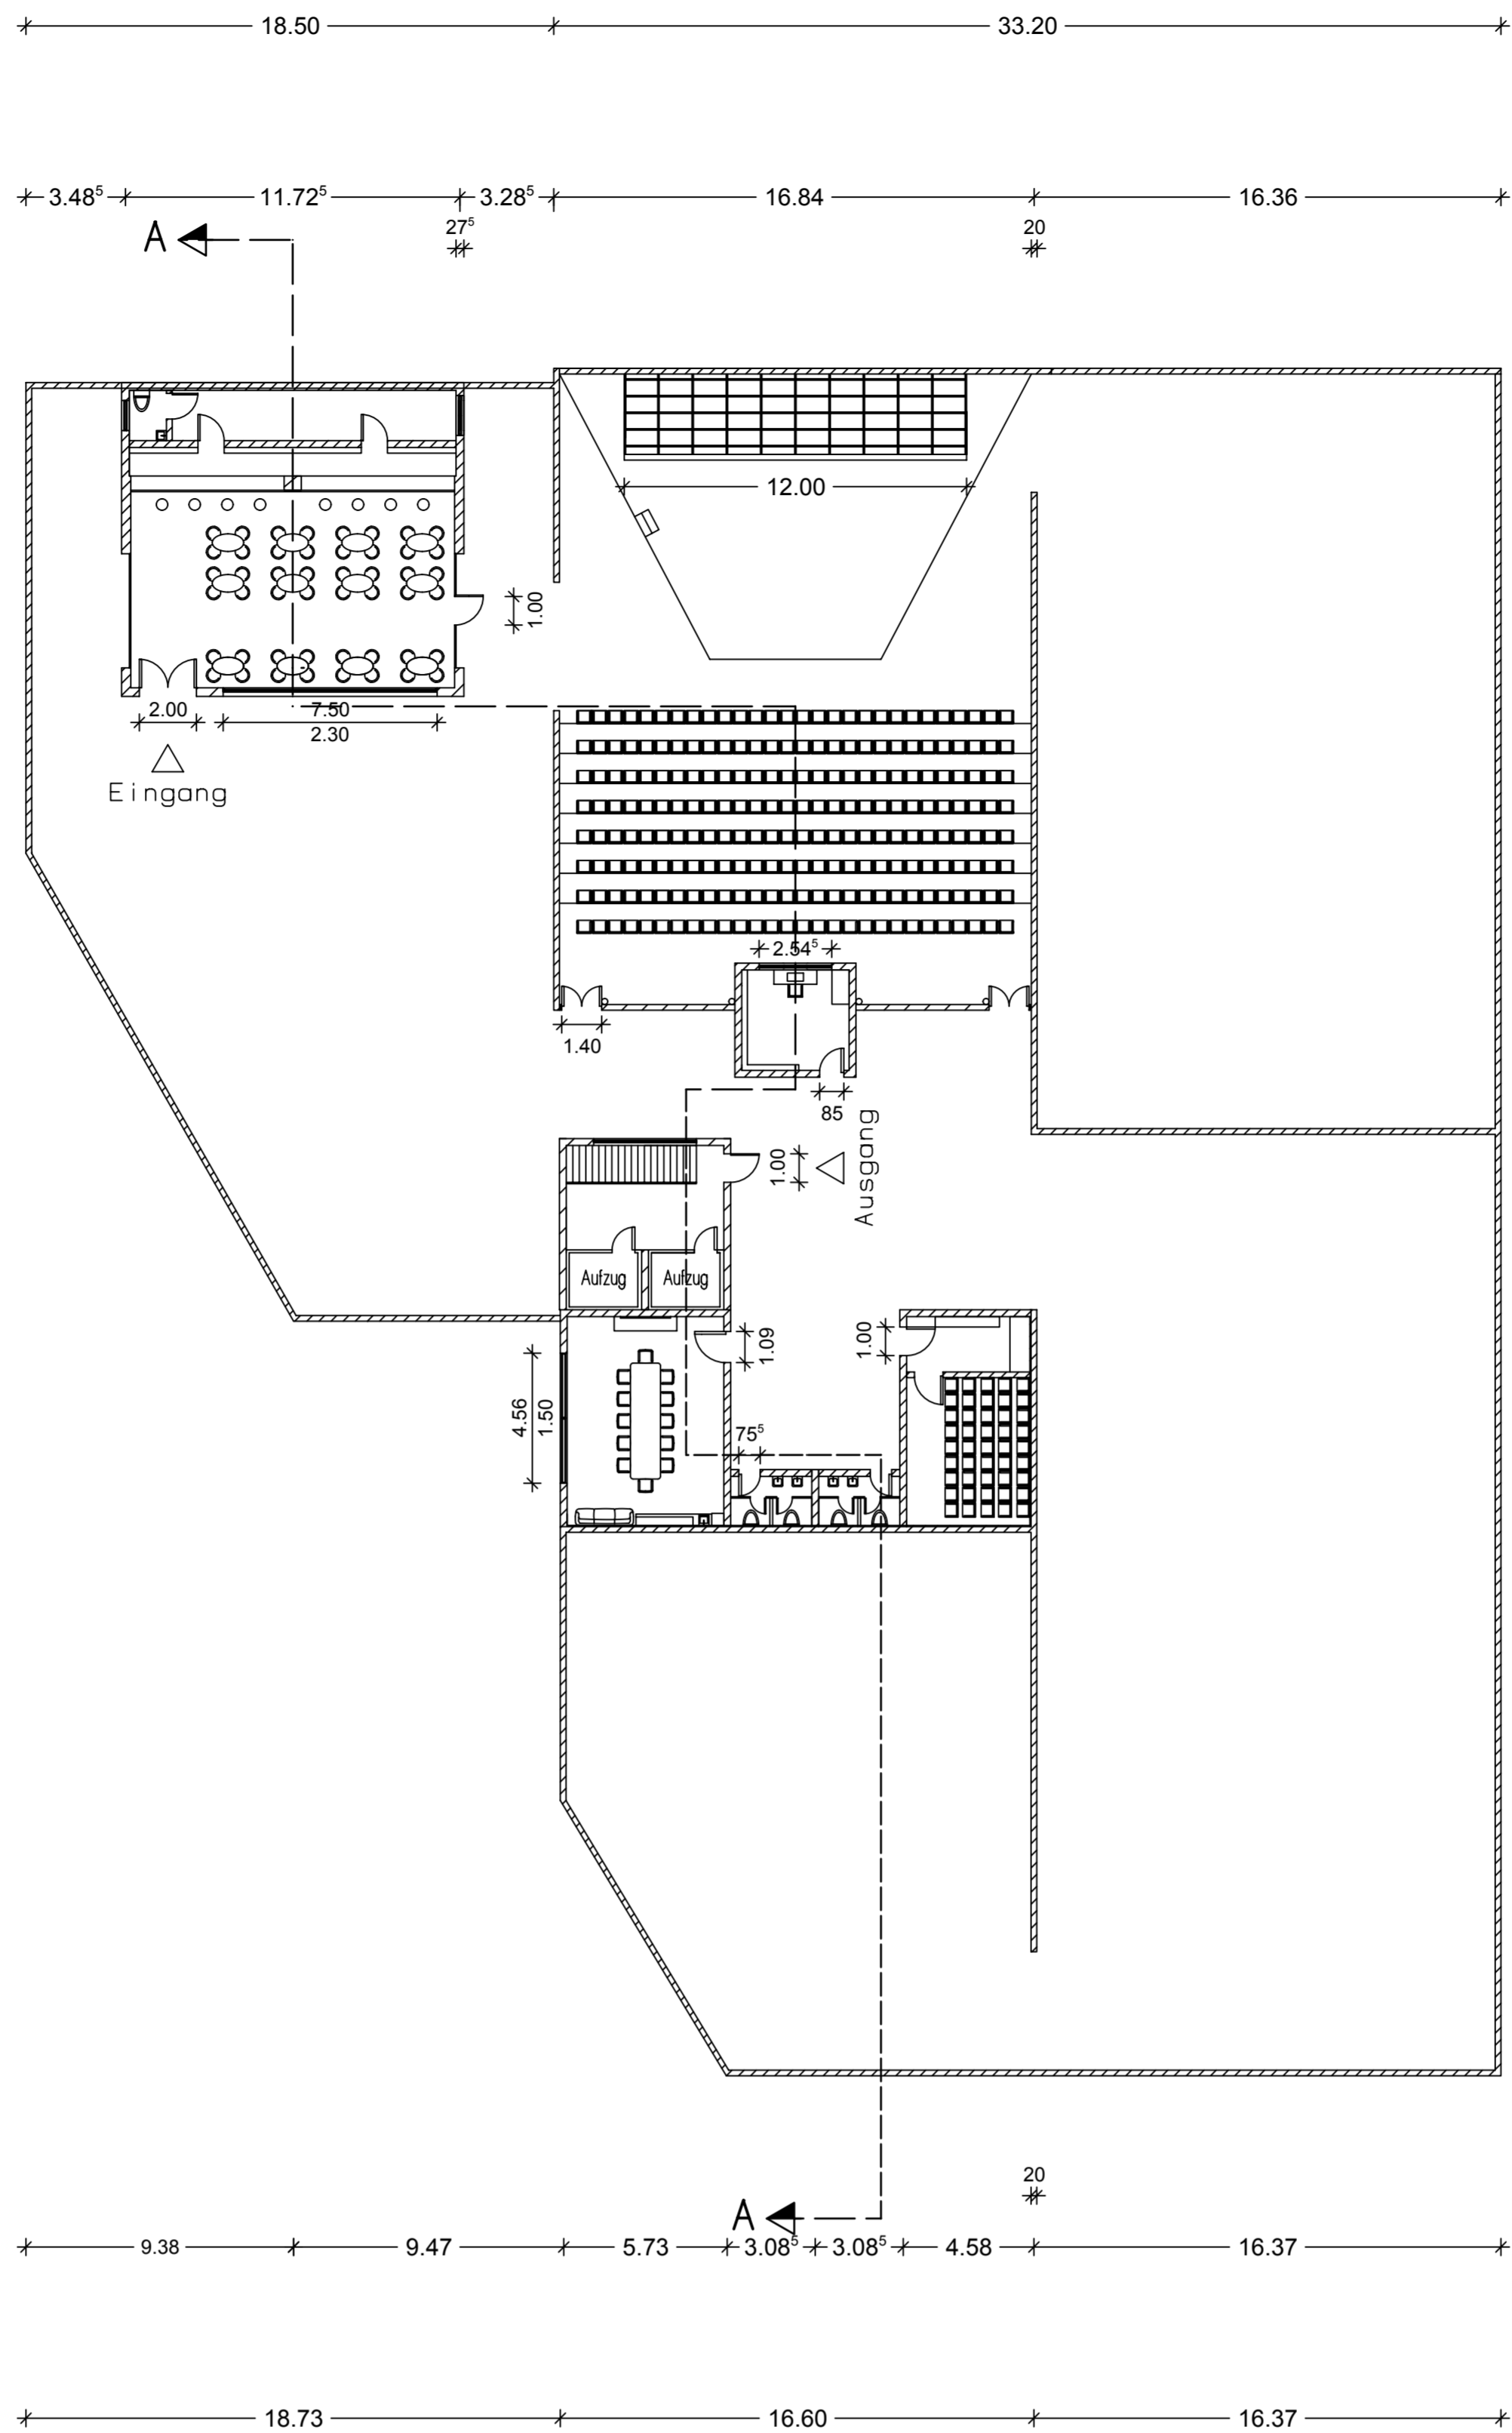 18.50 33.20
3.48⁵ 11.72⁵ 3.28⁵ 16.84 16.36
A 27⁵ 20
12.00
1.00
2.00 7.50
2.30
Eingang
2.54⁵
1.40
85
1.00 Ausgang
Aufzug Aufzug
1.09 1.00
4.56 1.50
75⁵
20
A
9.38 9.47 5.73 3.08⁵ 3.08⁵ 4.58 16.37
18.73 16.60 16.37